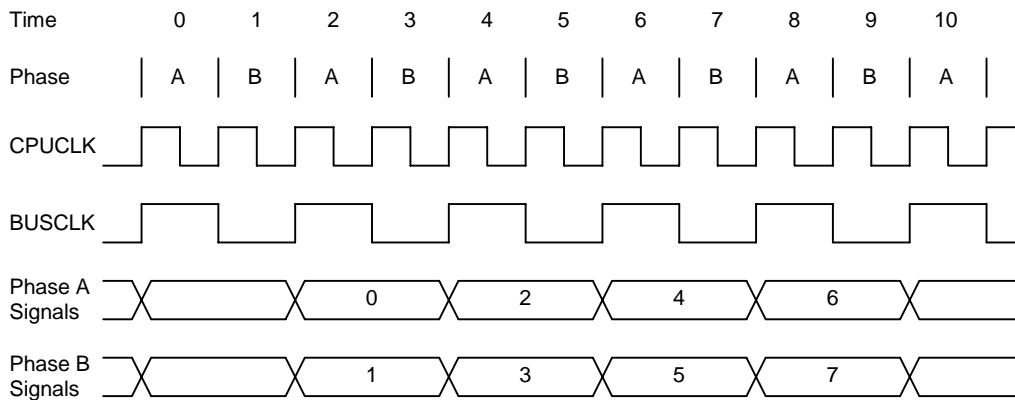 Time 0 1 2 3 4 5 6 7 8 9 10
Phase A B A B A B A B A B A
CPUCLK
BUSCLK
Phase A
Signals
0 2 4 6
Phase B
Signals
1 3 5 7